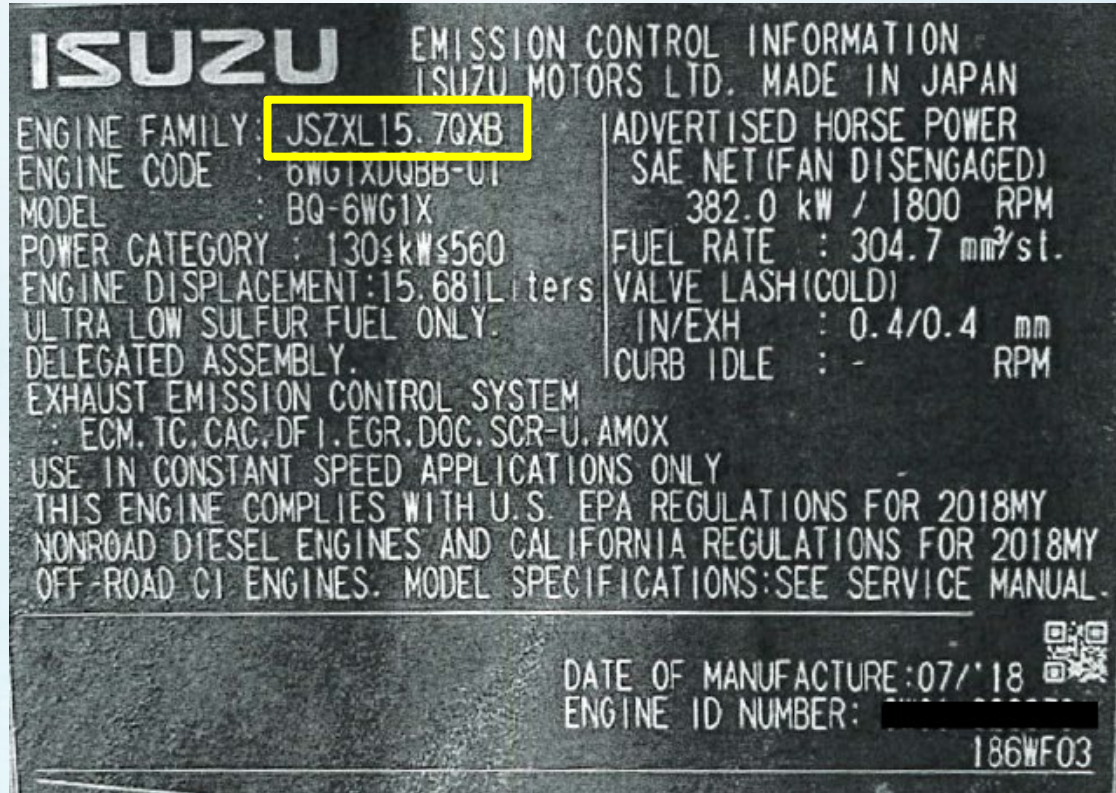 ISUZU
EMISSION CONTROL INFORMATION
ISUZU MOTORS LTD. MADE IN JAPAN
ENGINE FAMILY: JSZXL15.7QXB
ENGINE CODE : 6WG1XDQBB-01
MODEL : BQ-6WG1X
POWER CATEGORY : 130≦kW≦560
ENGINE DISPLACEMENT:15.681Liters
ULTRA LOW SULFUR FUEL ONLY.
DELEGATED ASSEMBLY.
ADVERTISED HORSE POWER
SAE NET(FAN DISENGAGED)
382.0 kW / 1800 RPM
FUEL RATE : 304.7 mm³/st.
VALVE LASH(COLD)
IN/EXH : 0.4/0.4 mm
CURB IDLE : - RPM
EXHAUST EMISSION CONTROL SYSTEM
: ECM.TC.CAC.DFI.EGR.DOC.SCR-U.AMOX
USE IN CONSTANT SPEED APPLICATIONS ONLY
THIS ENGINE COMPLIES WITH U.S. EPA REGULATIONS FOR 2018MY
NONROAD DIESEL ENGINES AND CALIFORNIA REGULATIONS FOR 2018MY
OFF-ROAD CI ENGINES. MODEL SPECIFICATIONS:SEE SERVICE MANUAL.
DATE OF MANUFACTURE:07/'18
ENGINE ID NUMBER:
186WF03